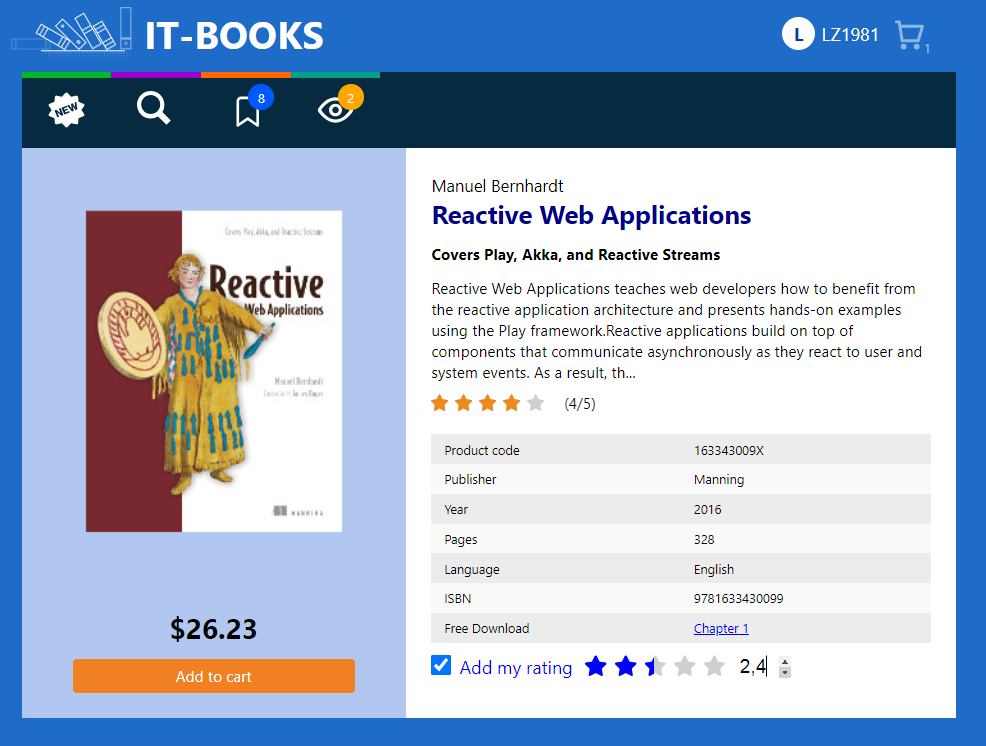 IT-BOOKS
L LZ1981 1
NEW 8 2
Manuel Bernhardt
Reactive Web Applications
Covers Play, Akka, and Reactive Streams
Reactive Web Applications teaches web developers how to benefit from
the reactive application architecture and presents hands-on examples
using the Play framework.Reactive applications build on top of
components that communicate asynchronously as they react to user and
system events. As a result, th...
(4/5)
Product code 163343009X
Publisher Manning
Year 2016
Pages 328
Language English
ISBN 9781633430099
Free Download Chapter 1
Add my rating 2,4
Covers Play, Akka, and Reactive Streams
Reactive
Web Applications
Manuel Bernhardt
MANNING
$26.23
Add to cart